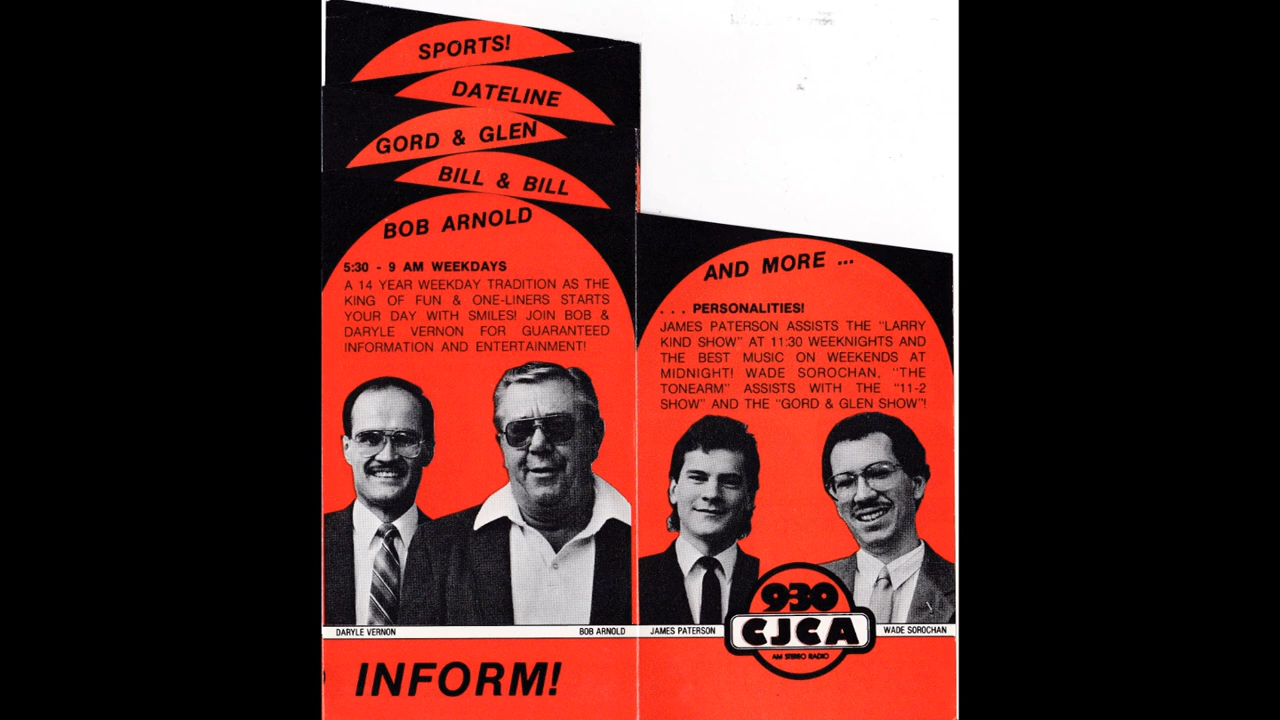 SPORTS!
DATELINE
GORD & GLEN
BILL & BILL
BOB ARNOLD
5:30 - 9 AM WEEKDAYS
A 14 YEAR WEEKDAY TRADITION AS THE
KING OF FUN & ONE-LINERS STARTS
YOUR DAY WITH SMILES! JOIN BOB &
DARYLE VERNON FOR GUARANTEED
INFORMATION AND ENTERTAINMENT!
DARYLE VERNON
BOB ARNOLD
INFORM!
AND MORE ...
. . . PERSONALITIES!
JAMES PATERSON ASSISTS THE "LARRY
KIND SHOW" AT 11:30 WEEKNIGHTS AND
THE BEST MUSIC ON WEEKENDS AT
MIDNIGHT! WADE SOROCHAN, "THE
TONEARM" ASSISTS WITH THE "11-2
SHOW" AND THE "GORD & GLEN SHOW"!
JAMES PATERSON
930
CJCA
AM STEREO RADIO
WADE SOROCHAN